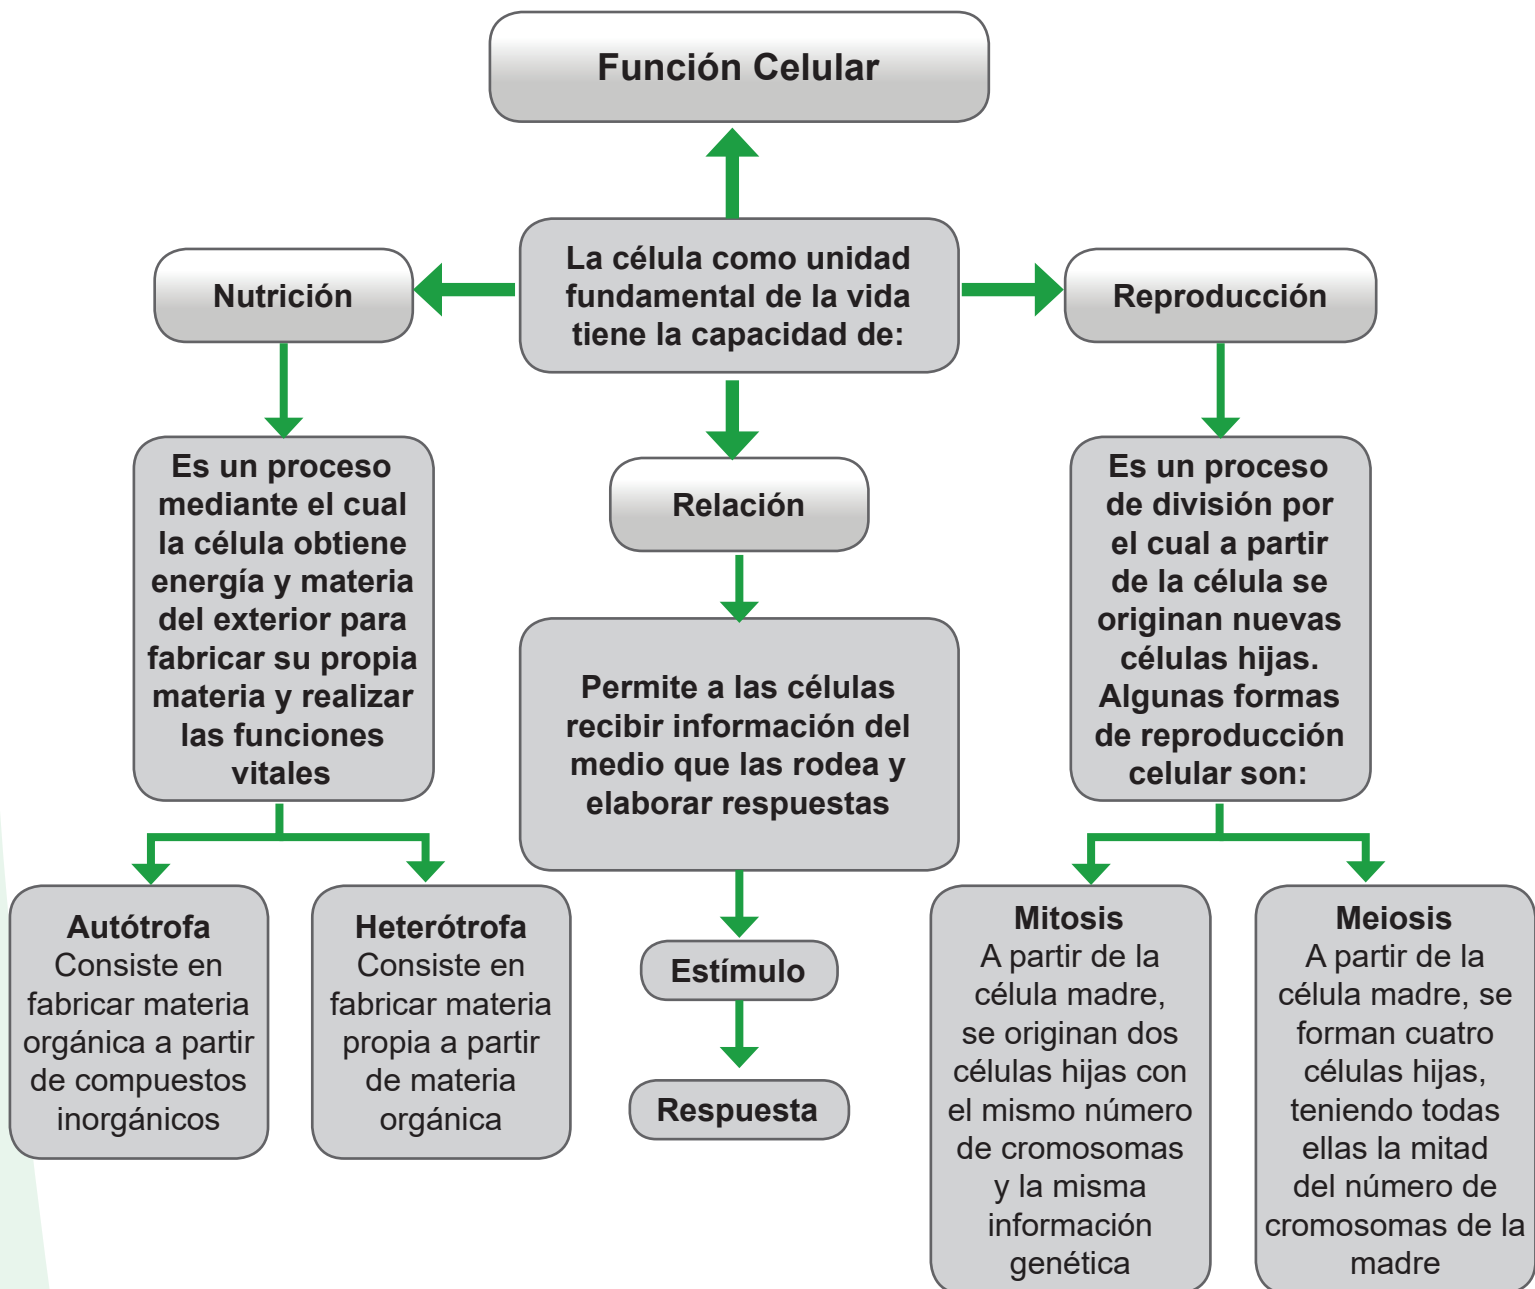 Función Celular
La célula como unidad
fundamental de la vida
tiene la capacidad de:
Nutrición
Es un proceso
mediante el cual
la célula obtiene
energía y materia
del exterior para
fabricar su propia
materia y realizar
las funciones
vitales
Autótrofa
Consiste en
fabricar materia
orgánica a partir
de compuestos
inorgánicos
Heterótrofa
Consiste en
fabricar materia
propia a partir
de materia
orgánica
Relación
Permite a las células
recibir información del
medio que las rodea y
elaborar respuestas
Estímulo
Respuesta
Reproducción
Es un proceso
de división por
el cual a partir
de la célula se
originan nuevas
células hijas.
Algunas formas
de reproducción
celular son:
Mitosis
A partir de la
célula madre,
se originan dos
células hijas con
el mismo número
de cromosomas
y la misma
información
genética
Meiosis
A partir de la
célula madre, se
forman cuatro
células hijas,
teniendo todas
ellas la mitad
del número de
cromosomas de la
madre